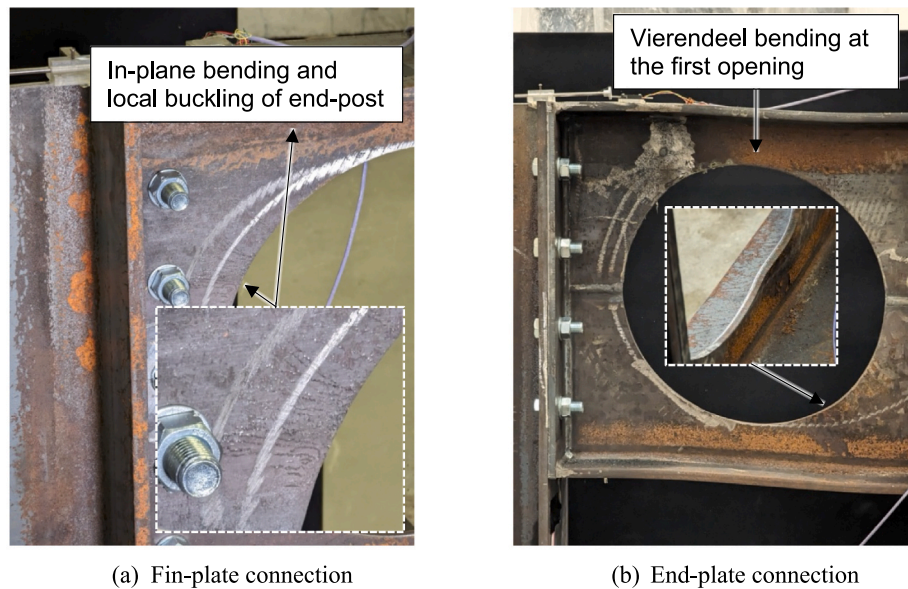 In-plane bending and
local buckling of end-post
Vierendeel bending at
the first opening
(a) Fin-plate connection
(b) End-plate connection